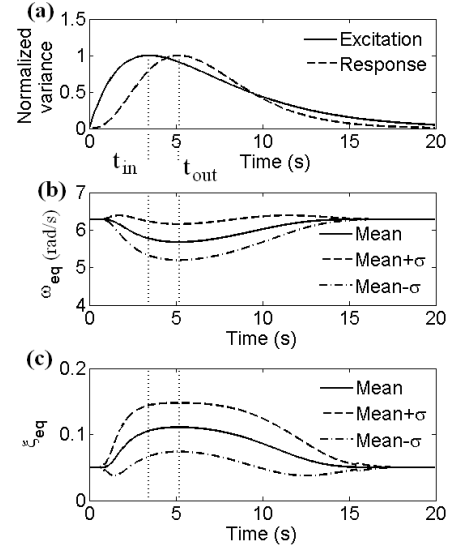 (a)
1.5
1
0.5
0
Normalized
variance
Excitation
Response
0 5 10 15 20
t_in t_out Time (s)
(b)
7
6
5
4
ω_eq (rad/s)
Mean
Mean+σ
Mean-σ
0 5 10 15 20
Time (s)
(c)
0.2
0.1
0
ξ_eq
Mean
Mean+σ
Mean-σ
0 5 10 15 20
Time (s)